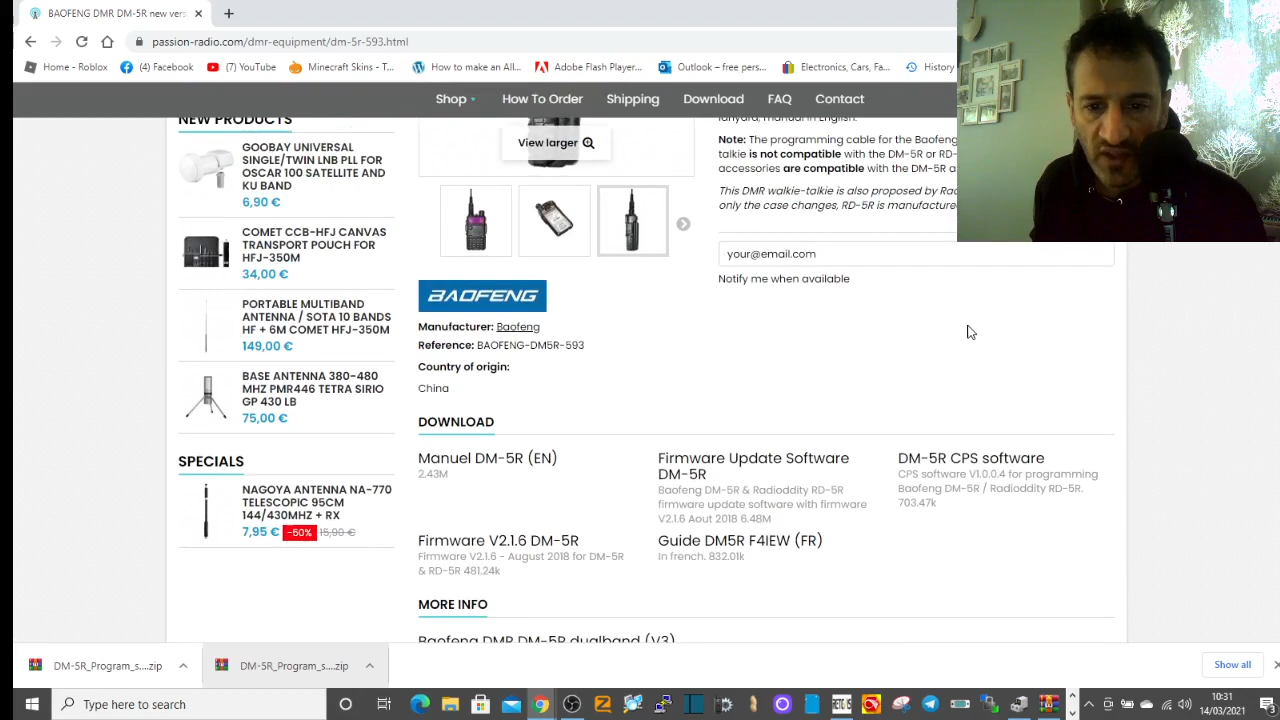 BAOFENG DMR DM-5R new vers
passion-radio.com/dmr-equipment/dm-5r-593.html
Home - Roblox
(4) Facebook
(7) YouTube
Minecraft Skins - T...
How to make an All...
Adobe Flash Player...
Outlook – free pers...
Electronics, Cars, Fa...
History
Shop
How To Order
Shipping
Download
FAQ
Contact
NEW PRODUCTS
GOOBAY UNIVERSAL
SINGLE/TWIN LNB PLL FOR
OSCAR 100 SATELLITE AND
KU BAND
6,90 €
COMET CCB-HFJ CANVAS
TRANSPORT POUCH FOR
HFJ-350M
34,00 €
PORTABLE MULTIBAND
ANTENNA / SOTA 10 BANDS
HF + 6M COMET HFJ-350M
149,00 €
BASE ANTENNA 380-480
MHZ PMR446 TETRA SIRIO
GP 430 LB
75,00 €
SPECIALS
NAGOYA ANTENNA NA-770
TELESCOPIC 95CM
144/430MHZ + RX
7,95 € -50% 15,90 €
View larger
lanyard, manual in English.
Note: The programming cable for the Baofeng
talkie is not compatible with the DM-5R or RD-
accessories are compatible with the DM-5R a
This DMR walkie-talkie is also proposed by Rad
only the case changes, RD-5R is manufacture
your@email.com
Notify me when available
BAOFENG
Manufacturer: Baofeng
Reference: BAOFENG-DM5R-593
Country of origin:
China
DOWNLOAD
Manuel DM-5R (EN)
2.43M
Firmware Update Software
DM-5R
Baofeng DM-5R & Radioddity RD-5R
firmware update software with firmware
V2.1.6 Aout 2018 6.48M
DM-5R CPS software
CPS software V1.0.0.4 for programming
Baofeng DM-5R / Radioddity RD-5R.
703.47k
Firmware V2.1.6 DM-5R
Firmware V2.1.6 - August 2018 for DM-5R
& RD-5R 481.24k
Guide DM5R F4IEW (FR)
In french. 832.01k
MORE INFO
Baofeng DMR DM-5R dualband (V3)
DM-5R_Program_s....zip
DM-5R_Program_s....zip
Show all
Type here to search
10:31
14/03/2021